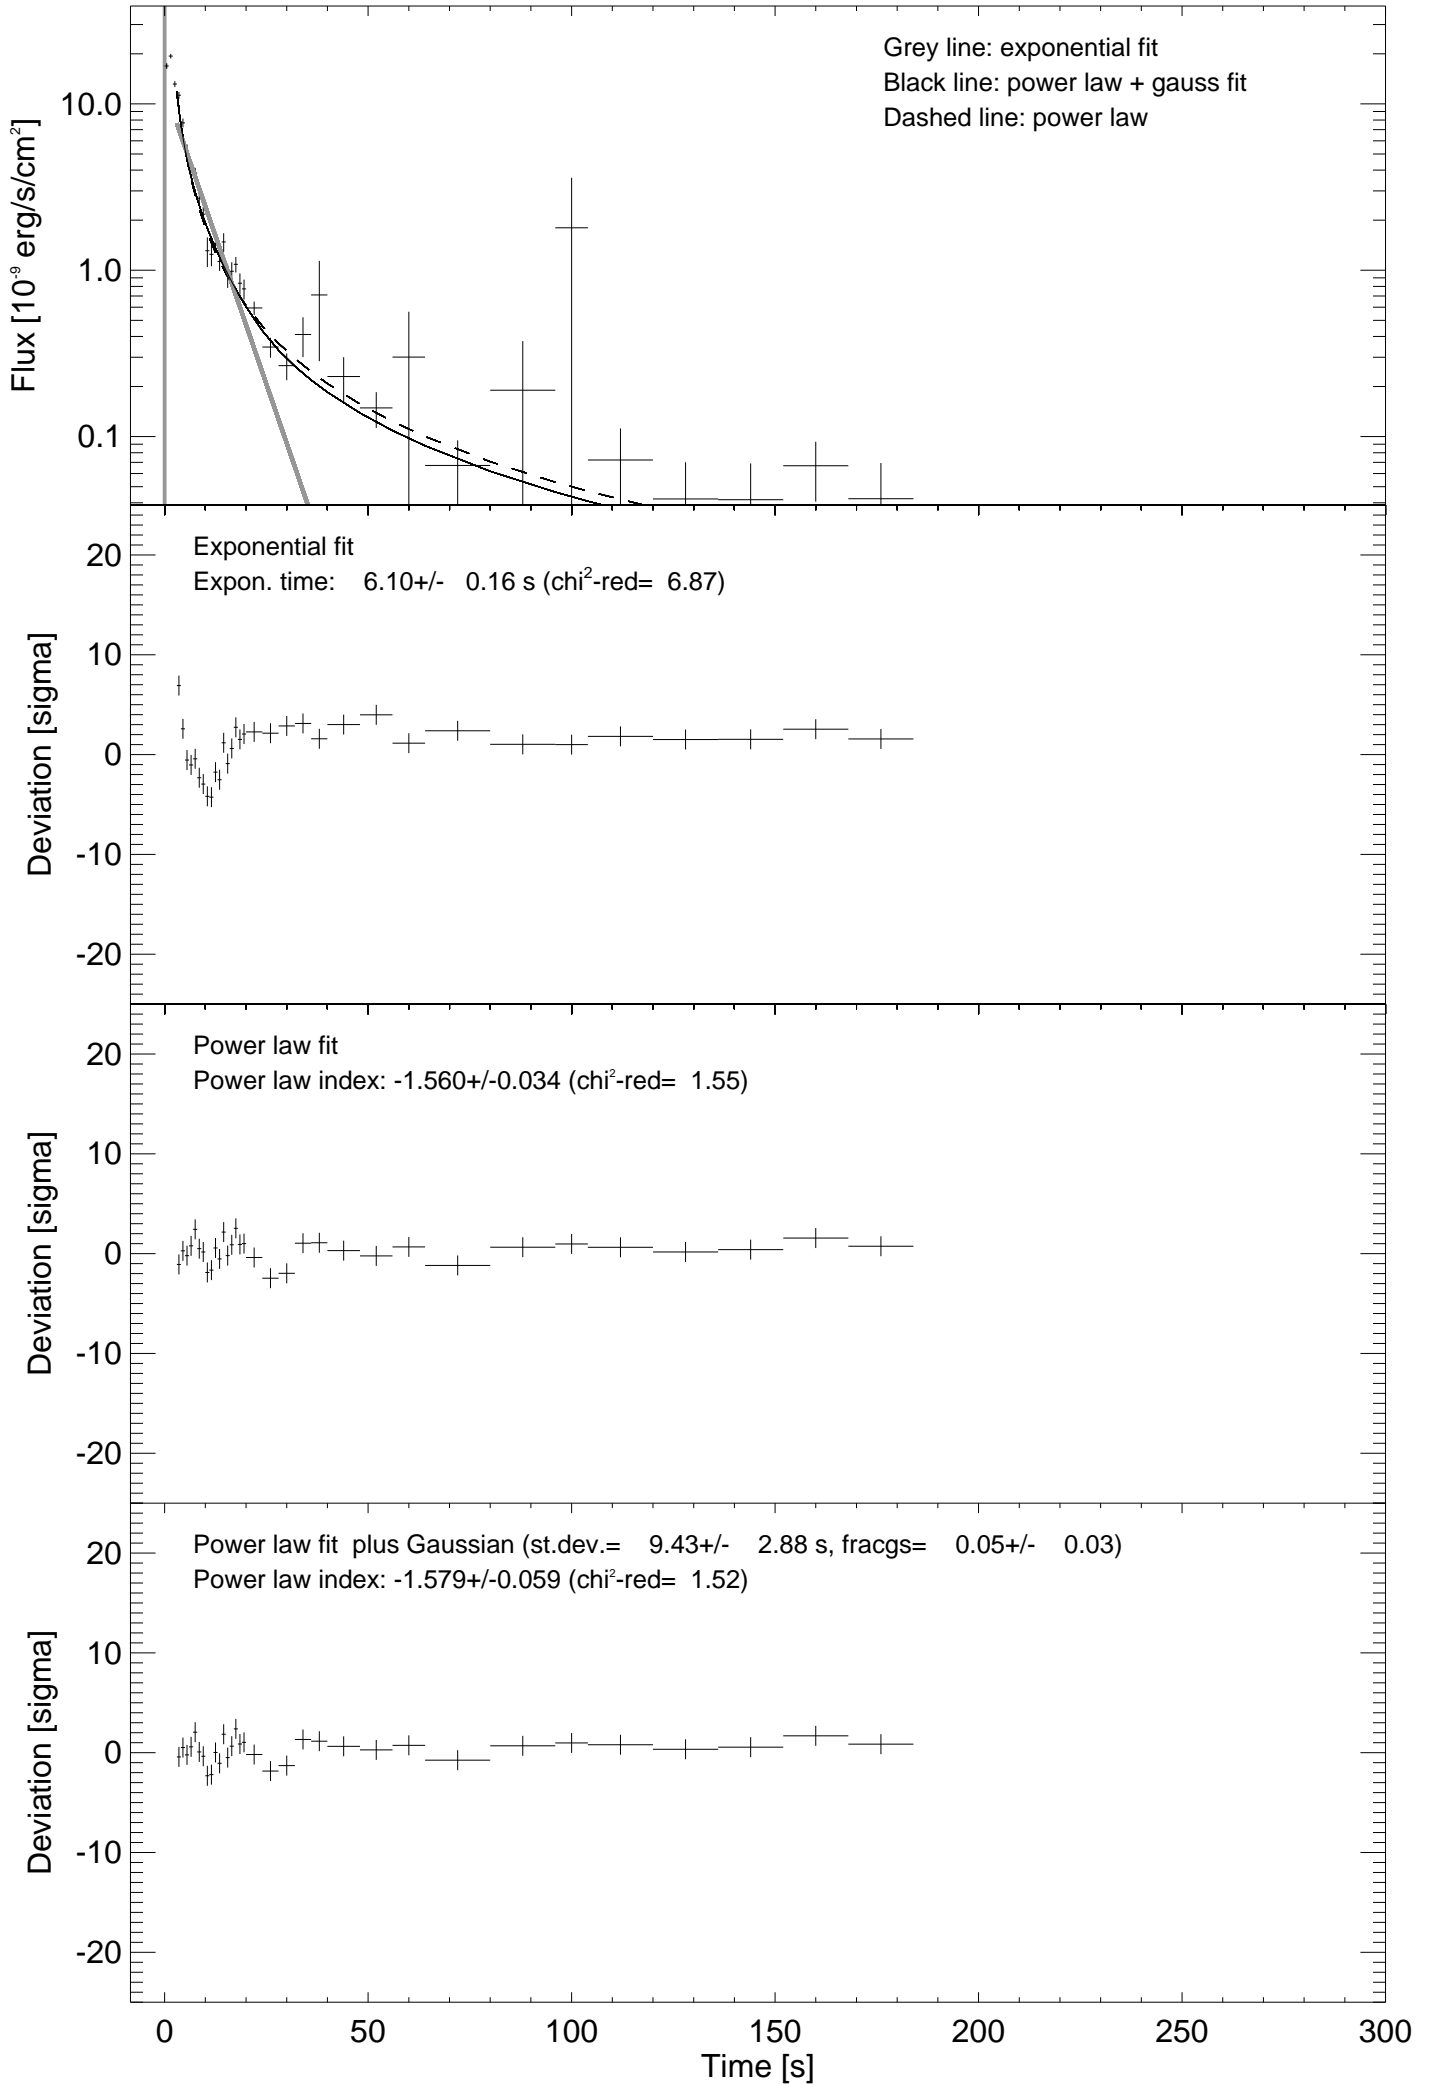 Grey line: exponential fit
Black line: power law + gauss fit
Dashed line: power law
Flux [10⁻⁹ erg/s/cm²]
10.0
1.0
0.1
Exponential fit
Expon. time:    6.10+/-   0.16 s (chi²-red=  6.87)
Deviation [sigma]
20
10
0
-10
-20
Power law fit
Power law index: -1.560+/-0.034 (chi²-red=  1.55)
Deviation [sigma]
20
10
0
-10
-20
Power law fit  plus Gaussian (st.dev.=    9.43+/-    2.88 s, fracgs=    0.05+/-    0.03)
Power law index: -1.579+/-0.059 (chi²-red=  1.52)
Deviation [sigma]
20
10
0
-10
-20
0 50 100 150 200 250 300
Time [s]